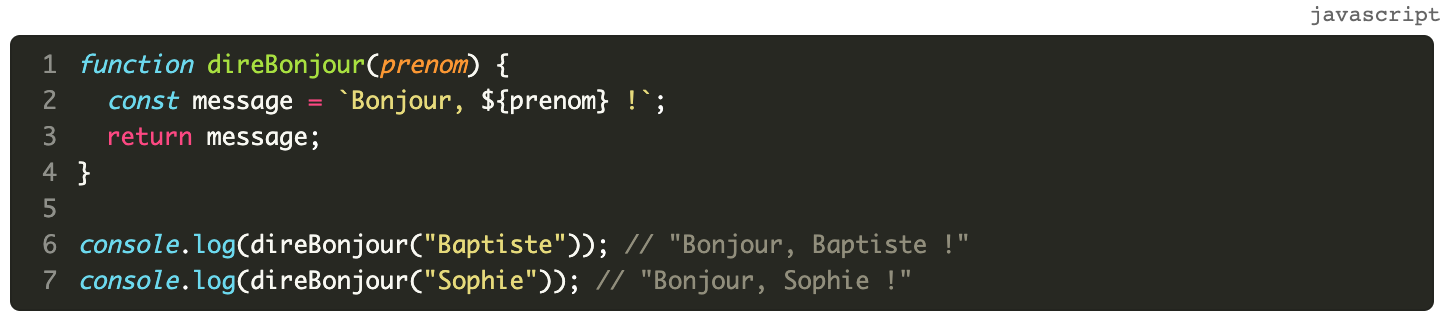 javascript
1 function direBonjour(prenom) {
2   const message = `Bonjour, ${prenom} !`;
3   return message;
4 }
5
6 console.log(direBonjour("Baptiste")); // "Bonjour, Baptiste !"
7 console.log(direBonjour("Sophie")); // "Bonjour, Sophie !"